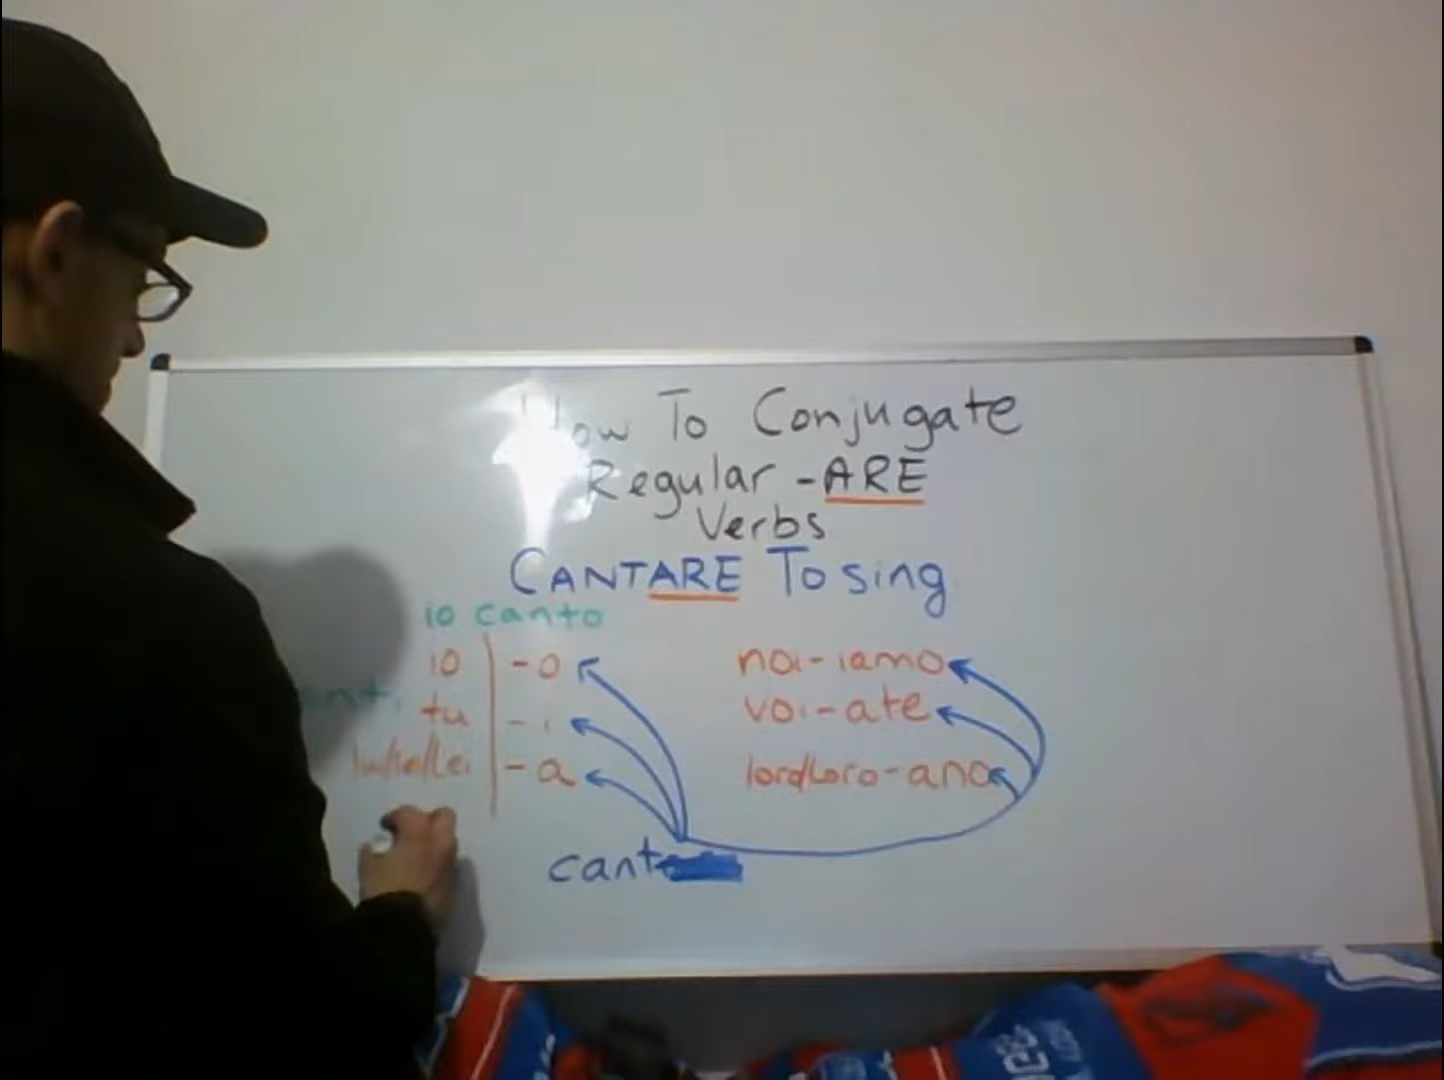 How To Conjugate
Regular -ARE
Verbs
CANTARE To sing
io canto
io -o
noi-iamo
canti
tu -i
voi-ate
lui/lei/Lei -a
loro/Loro-ano
cant